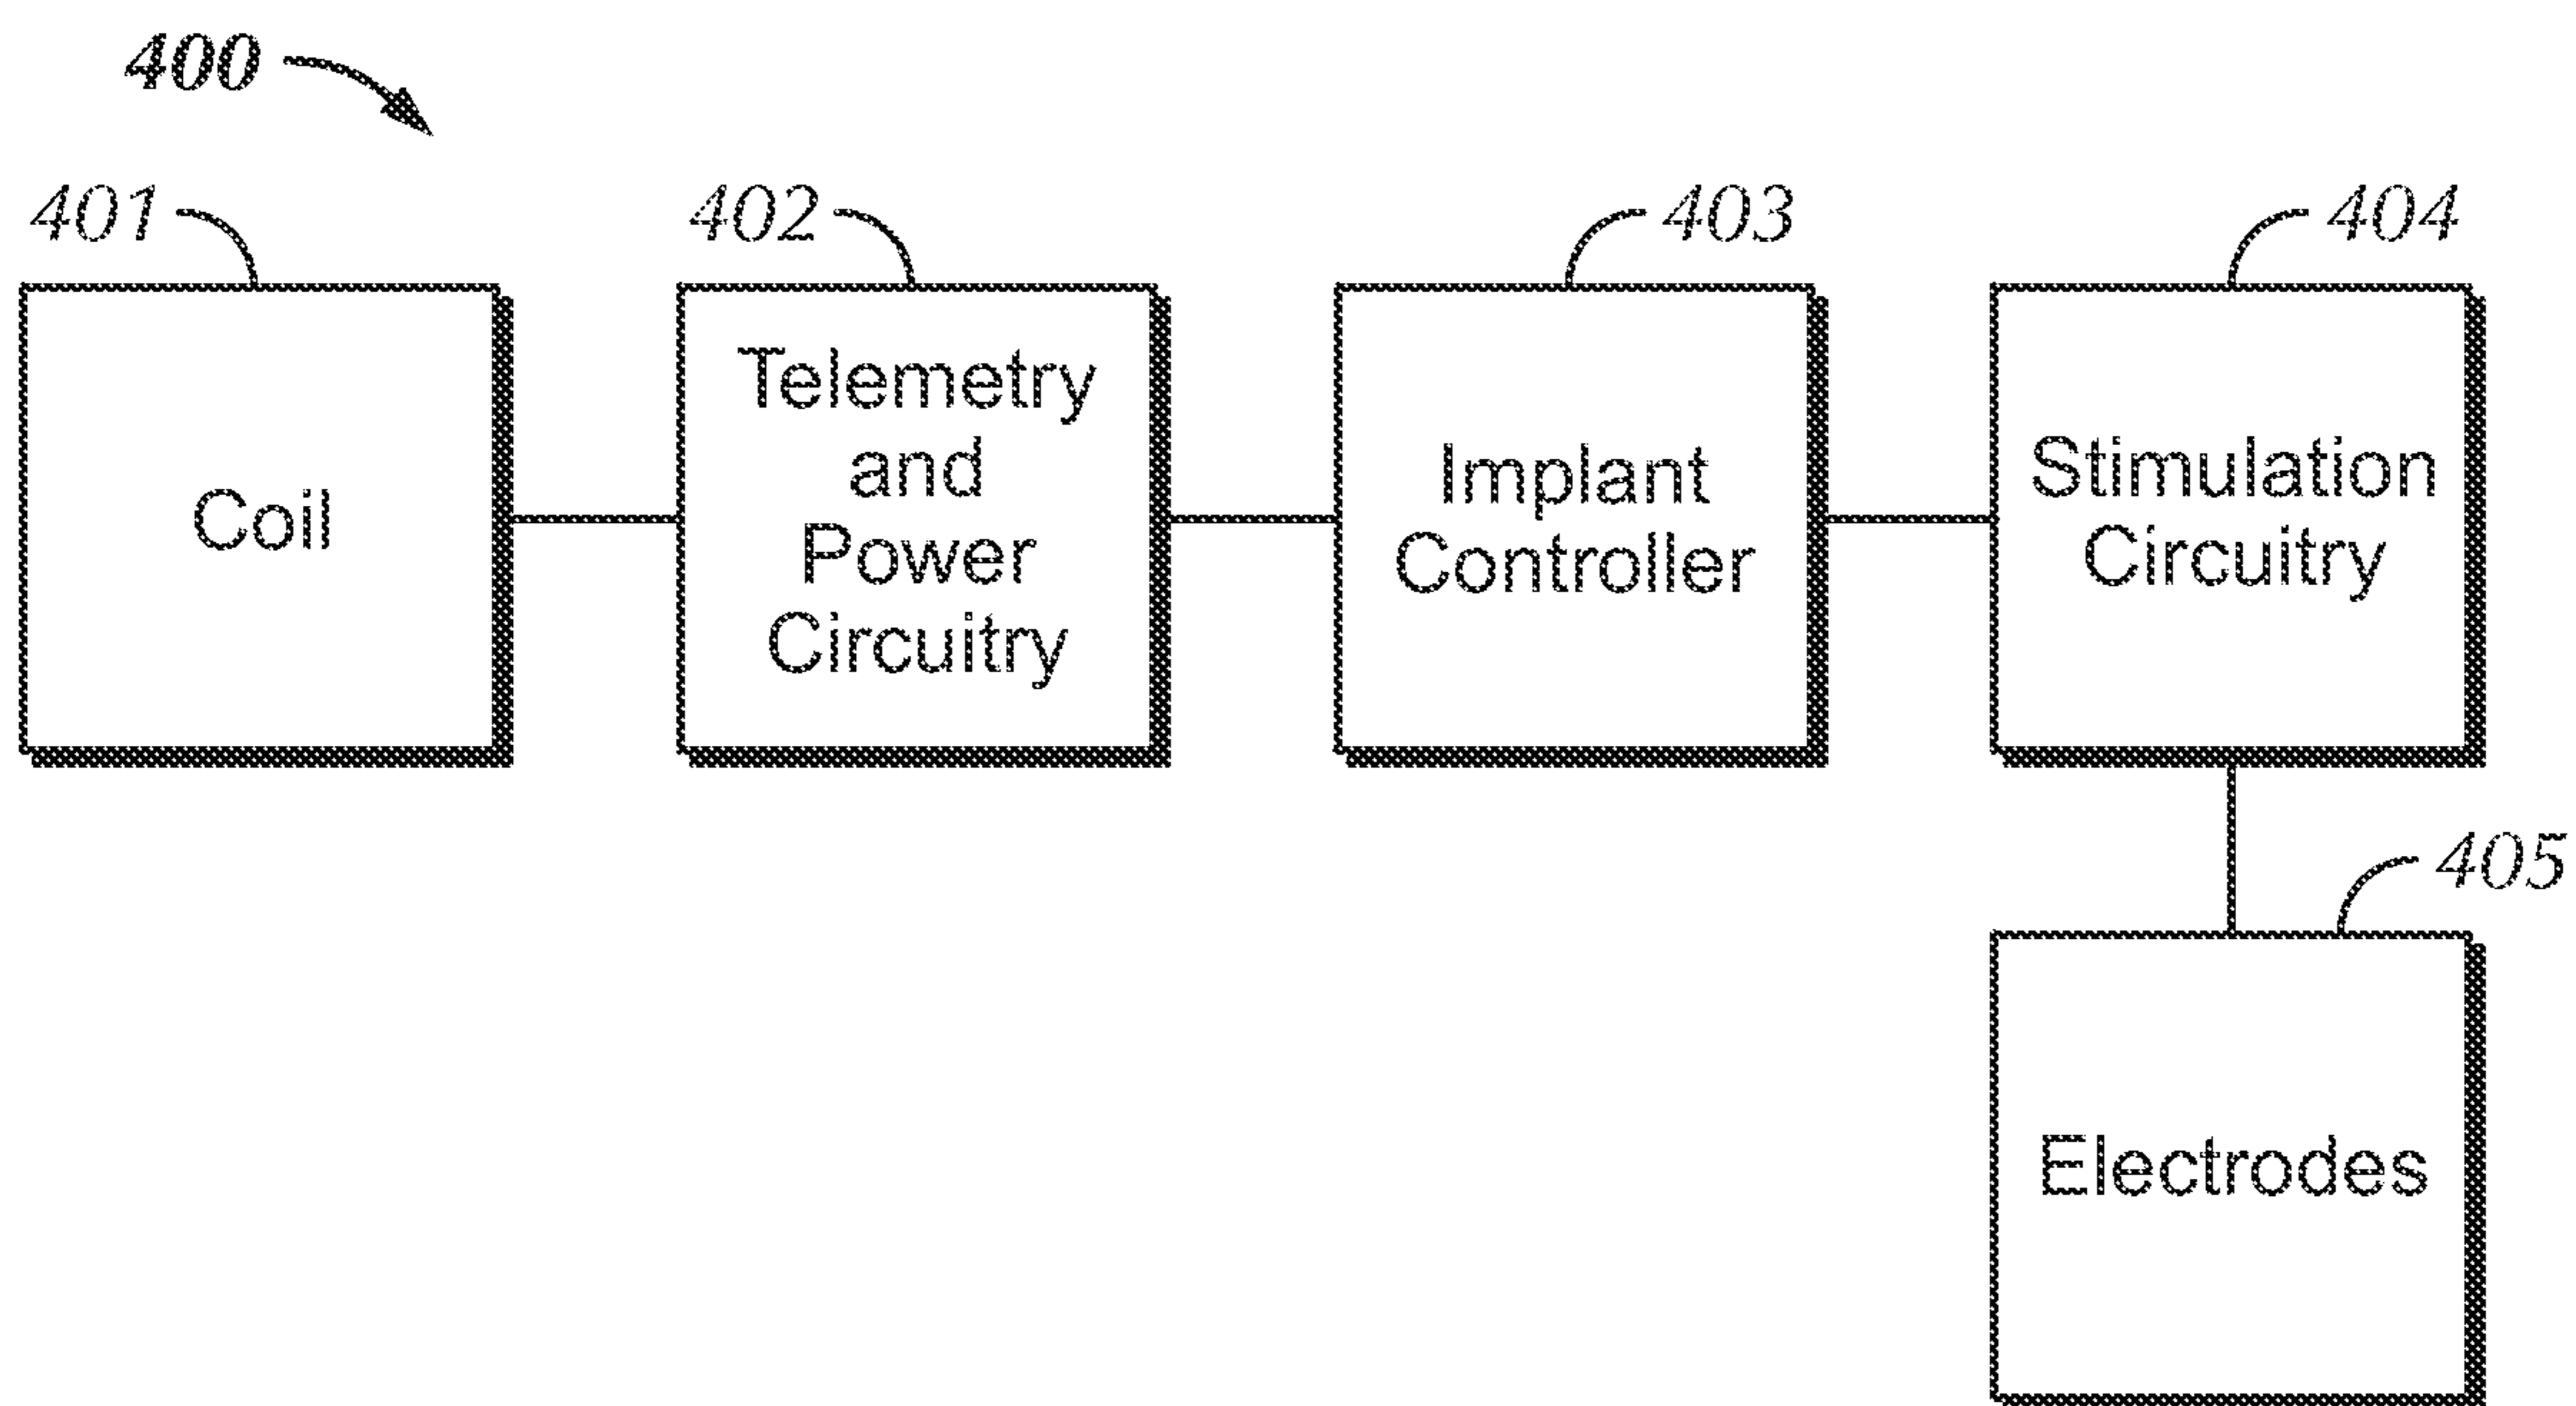 400
401
402
403
404
Coil
Telemetry
and
Power
Circuitry
Implant
Controller
Stimulation
Circuitry
405
Electrodes